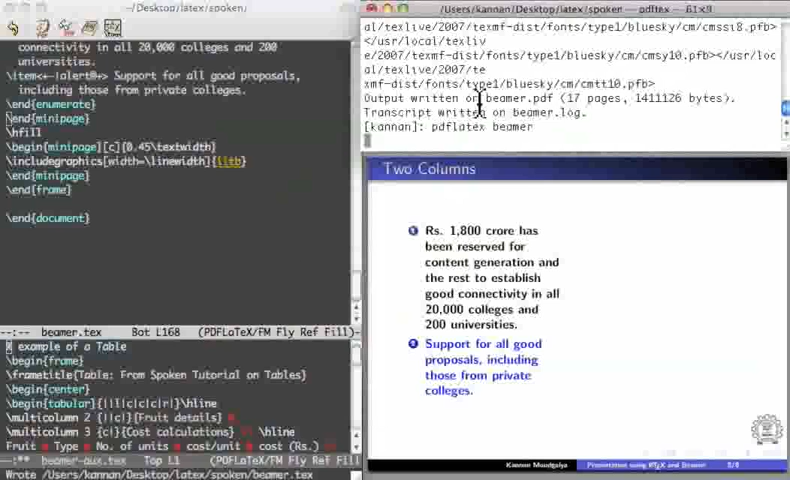 ~/Desktop/latex/spoken/
connectivity in all 20,000 colleges and 200
universities.
\item<+-|alert@+> Support for all good proposals,
including those from private colleges.
\end{enumerate}
\end{minipage}
\hfill
\begin{minipage}[c]{0.45\textwidth}
\includegraphics[width=\linewidth]{iitb}
\end{minipage}
\end{frame}
\end{document}
--:-- beamer.tex Bot L168 (PDFLaTeX/FM Fly Ref Fill)--
% example of a Table
\begin{frame}
\frametitle{Table: From Spoken Tutorial on Tables}
\begin{center}
\begin{tabular}{||l|c|c|r|}\hline
\multicolumn 2 {||c|}{Fruit details}
\multicolumn 3 {c|}{Cost calculations} \hline
Fruit Type No. of units cost/unit cost (Rs.)
--:** beamer-aux.tex Top L1 (PDFLaTeX/FM Fly Ref Fill
Wrote /Users/kannan/Desktop/latex/spoken/beamer.tex
/Users/kannan/Desktop/latex/spoken — pdftex — 61×9
al/texlive/2007/texmf-dist/fonts/type1/bluesky/cm/cmssi8.pfb>
</usr/local/texliv
e/2007/texmf-dist/fonts/type1/bluesky/cm/cmsy10.pfb></usr/loc
al/texlive/2007/te
xmf-dist/fonts/type1/bluesky/cm/cmtt10.pfb>
Output written on beamer.pdf (17 pages, 1411126 bytes).
Transcript written on beamer.log.
[kannan]: pdflatex beamer
Two Columns
1 Rs. 1,800 crore has
been reserved for
content generation and
the rest to establish
good connectivity in all
20,000 colleges and
200 universities.
2 Support for all good
proposals, including
those from private
colleges.
Kannan Moudgalya Presentation using LaTeX and Beamer